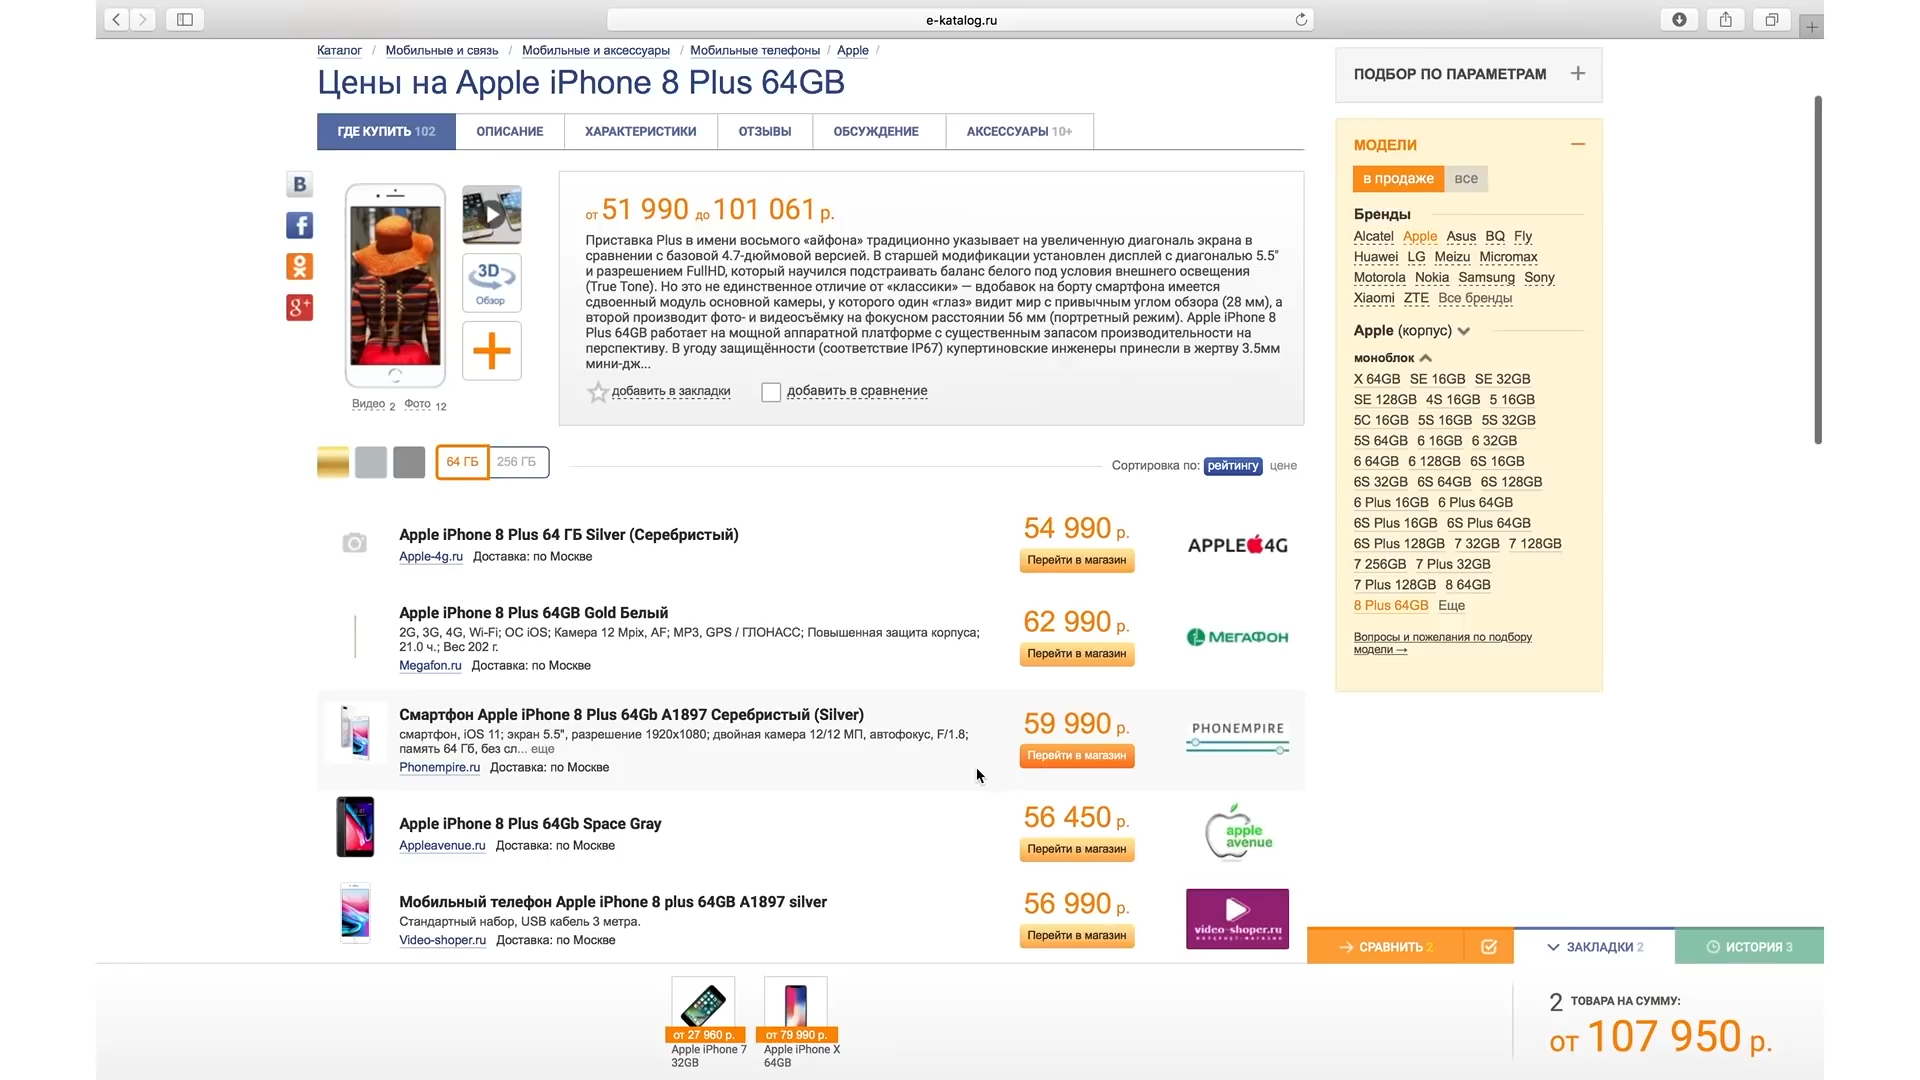 e-katalog.ru
Каталог / Мобильные и связь / Мобильные и аксессуары / Мобильные телефоны / Apple /
Цены на Apple iPhone 8 Plus 64GB
ГДЕ КУПИТЬ 102 ОПИСАНИЕ ХАРАКТЕРИСТИКИ ОТЗЫВЫ ОБСУЖДЕНИЕ АКСЕССУАРЫ 10+
B
f
g+
3D
Обзор
Видео 2 Фото 12
от 51 990 до 101 061 р.
Приставка Plus в имени восьмого «айфона» традиционно указывает на увеличенную диагональ экрана в
сравнении с базовой 4.7-дюймовой версией. В старшей модификации установлен дисплей с диагональю 5.5"
и разрешением FullHD, который научился подстраивать баланс белого под условия внешнего освещения
(True Tone). Но это не единственное отличие от «классики» — вдобавок на борту смартфона имеется
сдвоенный модуль основной камеры, у которого один «глаз» видит мир с привычным углом обзора (28 мм), а
второй производит фото- и видеосъёмку на фокусном расстоянии 56 мм (портретный режим). Apple iPhone 8
Plus 64GB работает на мощной аппаратной платформе с существенным запасом производительности на
перспективу. В угоду защищённости (соответствие IP67) купертиновские инженеры принесли в жертву 3.5мм
мини-дж...
добавить в закладки добавить в сравнение
64 ГБ 256 ГБ
Сортировка по: рейтингу цене
Apple iPhone 8 Plus 64 ГБ Silver (Серебристый)
Apple-4g.ru Доставка: по Москве
54 990 р.
Перейти в магазин
APPLE 4G
Apple iPhone 8 Plus 64GB Gold Белый
2G, 3G, 4G, Wi-Fi; ОС iOS; Камера 12 Mpix, AF; MP3, GPS / ГЛОНАСС; Повышенная защита корпуса;
21.0 ч.; Вес 202 г.
Megafon.ru Доставка: по Москве
62 990 р.
Перейти в магазин
МЕГАФОН
Смартфон Apple iPhone 8 Plus 64Gb A1897 Серебристый (Silver)
смартфон, iOS 11; экран 5.5", разрешение 1920x1080; двойная камера 12/12 МП, автофокус, F/1.8;
память 64 Гб, без сл... еще
Phonempire.ru Доставка: по Москве
59 990 р.
Перейти в магазин
PHONEMPIRE
Apple iPhone 8 Plus 64Gb Space Gray
Appleavenue.ru Доставка: по Москве
56 450 р.
Перейти в магазин
apple
avenue
Мобильный телефон Apple iPhone 8 plus 64GB A1897 silver
Стандартный набор, USB кабель 3 метра.
Video-shoper.ru Доставка: по Москве
56 990 р.
Перейти в магазин
video-shoper.ru
ИНТЕРНЕТ-МАГАЗИН
ПОДБОР ПО ПАРАМЕТРАМ
МОДЕЛИ
в продаже все
Бренды
Alcatel Apple Asus BQ Fly
Huawei LG Meizu Micromax
Motorola Nokia Samsung Sony
Xiaomi ZTE Все бренды
Apple (корпус)
моноблок
X 64GB SE 16GB SE 32GB
SE 128GB 4S 16GB 5 16GB
5C 16GB 5S 16GB 5S 32GB
5S 64GB 6 16GB 6 32GB
6 64GB 6 128GB 6S 16GB
6S 32GB 6S 64GB 6S 128GB
6 Plus 16GB 6 Plus 64GB
6S Plus 16GB 6S Plus 64GB
6S Plus 128GB 7 32GB 7 128GB
7 256GB 7 Plus 32GB
7 Plus 128GB 8 64GB
8 Plus 64GB Еще
Вопросы и пожелания по подбору
модели →
СРАВНИТЬ 2 ЗАКЛАДКИ 2 ИСТОРИЯ 3
от 27 960 р.
Apple iPhone 7
32GB
от 79 990 р.
Apple iPhone X
64GB
2 ТОВАРА НА СУММУ:
от 107 950 р.